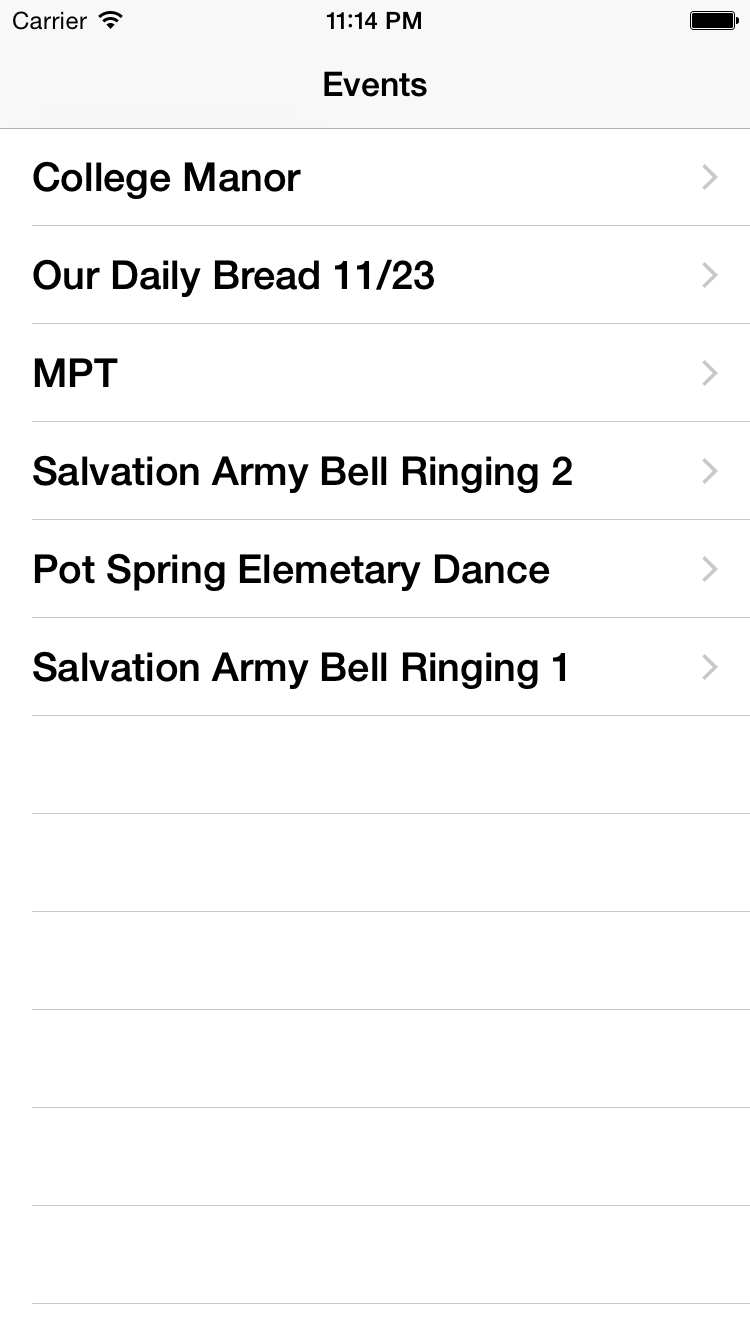 Carrier 11:14 PM
Events
College Manor
Our Daily Bread 11/23
MPT
Salvation Army Bell Ringing 2
Pot Spring Elemetary Dance
Salvation Army Bell Ringing 1